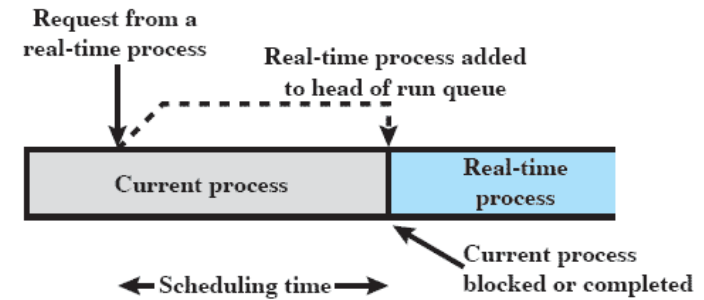 Request from a
real-time process
Real-time process added
to head of run queue
Current process
Real-time
process
Current process
blocked or completed
Scheduling time